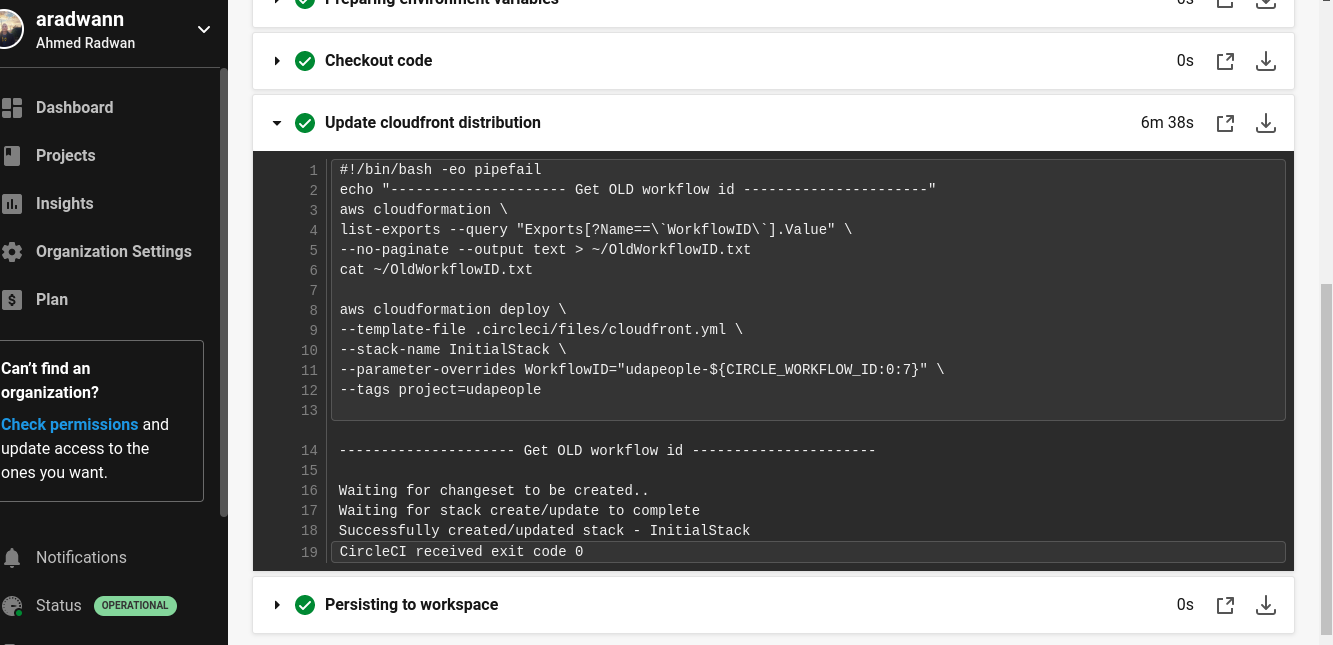 aradwann
Ahmed Radwan
Dashboard
Projects
Insights
Organization Settings
Plan
Can't find an
organization?
Check permissions and
update access to the
ones you want.
Notifications
Status OPERATIONAL
Preparing environment variables 0s
Checkout code 0s
Update cloudfront distribution 6m 38s
1 #!/bin/bash -eo pipefail
2 echo "--------------------- Get OLD workflow id ----------------------"
3 aws cloudformation \
4 list-exports --query "Exports[?Name==\`WorkflowID\`].Value" \
5 --no-paginate --output text > ~/OldWorkflowID.txt
6 cat ~/OldWorkflowID.txt
7
8 aws cloudformation deploy \
9 --template-file .circleci/files/cloudfront.yml \
10 --stack-name InitialStack \
11 --parameter-overrides WorkflowID="udapeople-${CIRCLE_WORKFLOW_ID:0:7}" \
12 --tags project=udapeople
13
14 --------------------- Get OLD workflow id ----------------------
15
16 Waiting for changeset to be created..
17 Waiting for stack create/update to complete
18 Successfully created/updated stack - InitialStack
19 CircleCI received exit code 0
Persisting to workspace 0s